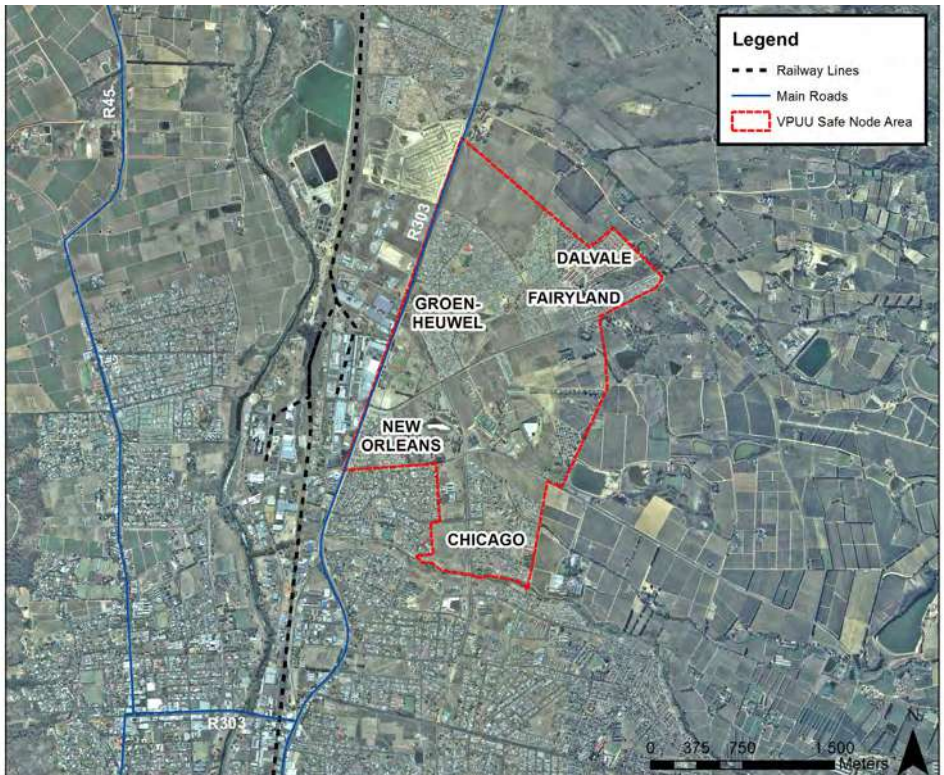 Legend
Railway Lines
Main Roads
VPUU Safe Node Area
R45
R303
DALVALE
FAIRYLAND
GROEN-
HEUWEL
NEW
ORLEANS
CHICAGO
R303
N
0 375 750 1 500
Meters